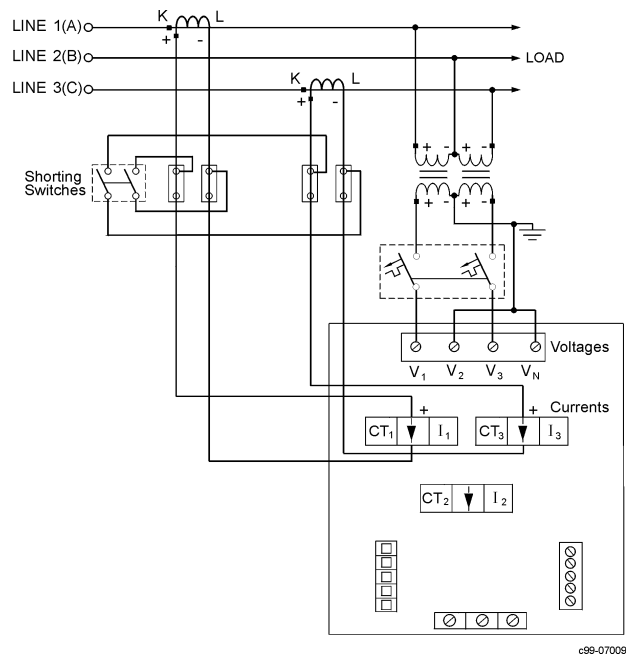 K L
LINE 1(A)
+ -
LINE 2(B) LOAD
K L
LINE 3(C)
+ -
+ - + -
Shorting
Switches
+ - + -
Voltages
V1 V2 V3 VN
+ + Currents
CT1 I1 CT3 I3
CT2 I2
c99-07009